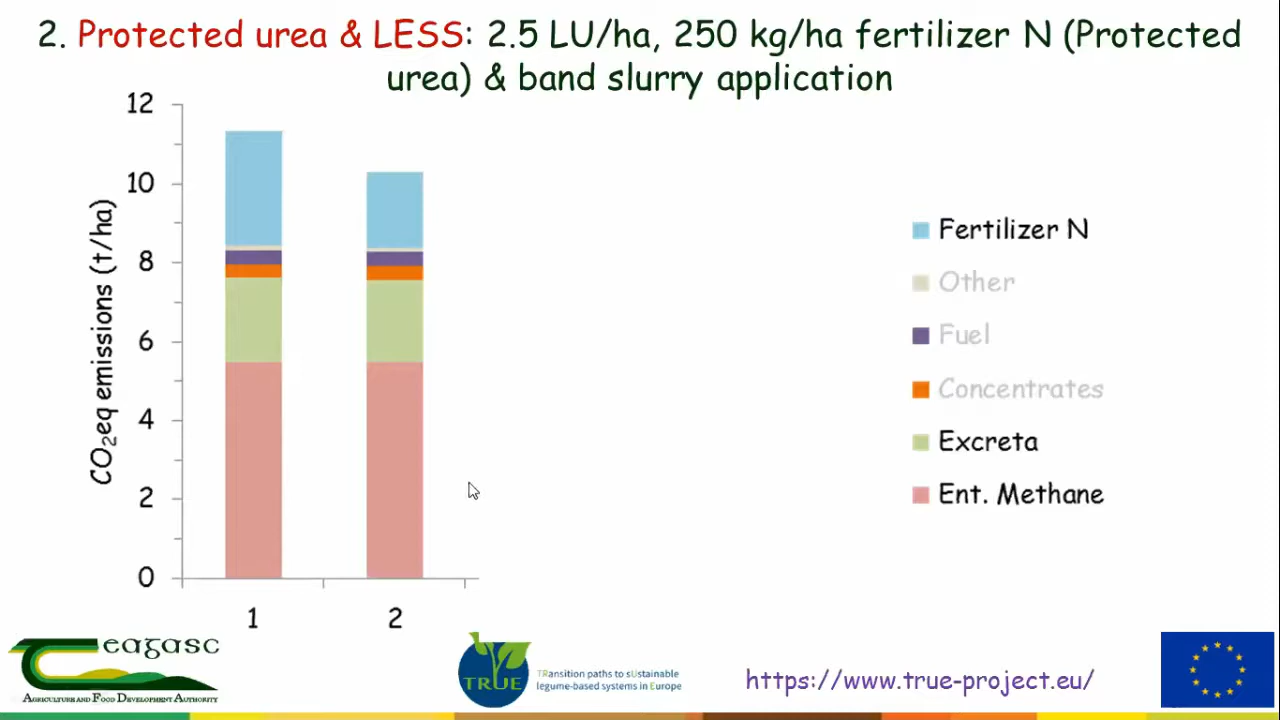 2. Protected urea & LESS: 2.5 LU/ha, 250 kg/ha fertilizer N (Protected
urea) & band slurry application
12
10
8
6
4
2
0
CO₂eq emissions (t/ha)
1
2
Fertilizer N
Other
Fuel
Concentrates
Excreta
Ent. Methane
eagasc
AGRICULTURE AND FOOD DEVELOPMENT AUTHORITY
TRUE
TRansition paths to sUstainable
legume-based systems in Europe
https://www.true-project.eu/